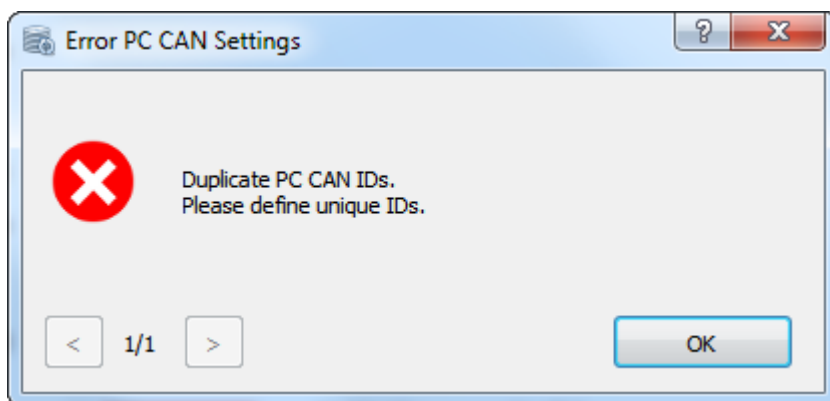 Error PC CAN Settings
Duplicate PC CAN IDs.
Please define unique IDs.
< 1/1 >
OK